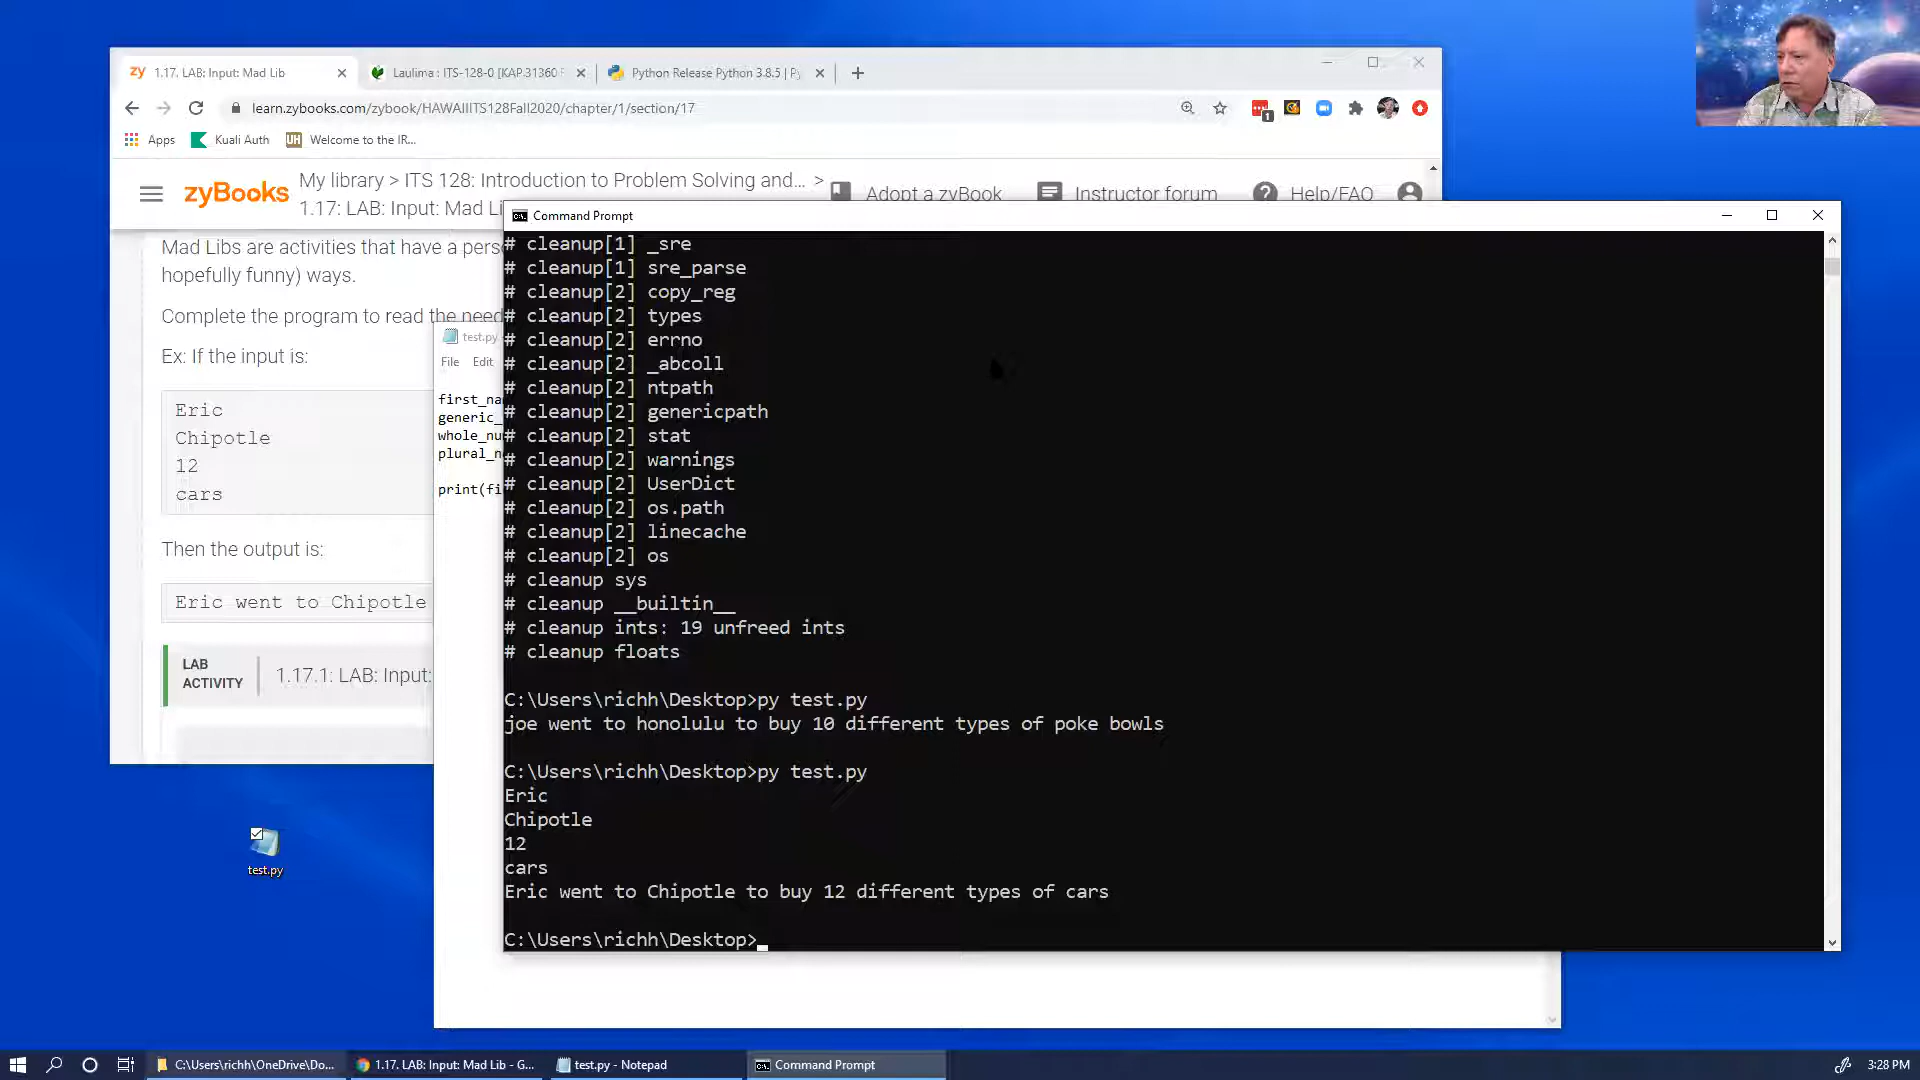 1.17. LAB: Input: Mad Lib
Laulima : ITS-128-0 [KAP.31360 F
Python Release Python 3.8.5 | Py
learn.zybooks.com/zybook/HAWAIIITS128Fall2020/chapter/1/section/17
1
Apps
Kuali Auth
UH
Welcome to the IR...
zyBooks
My library > ITS 128: Introduction to Problem Solving and... >
1.17: LAB: Input: Mad Li
Adopt a zyBook
Instructor forum
Help/FAQ
Mad Libs are activities that have a perso
hopefully funny) ways.
Complete the program to read the need
Ex: If the input is:
Eric
Chipotle
12
cars
Then the output is:
Eric went to Chipotle
LAB
ACTIVITY
1.17.1: LAB: Input:
test.py
File Edit
first_na
generic_
whole_nu
plural_n
print(fi
Command Prompt
# cleanup[1] _sre
# cleanup[1] sre_parse
# cleanup[2] copy_reg
# cleanup[2] types
# cleanup[2] errno
# cleanup[2] _abcoll
# cleanup[2] ntpath
# cleanup[2] genericpath
# cleanup[2] stat
# cleanup[2] warnings
# cleanup[2] UserDict
# cleanup[2] os.path
# cleanup[2] linecache
# cleanup[2] os
# cleanup sys
# cleanup __builtin__
# cleanup ints: 19 unfreed ints
# cleanup floats
C:\Users\richh\Desktop>py test.py
joe went to honolulu to buy 10 different types of poke bowls
C:\Users\richh\Desktop>py test.py
Eric
Chipotle
12
cars
Eric went to Chipotle to buy 12 different types of cars
C:\Users\richh\Desktop>
test.py
C:\Users\richh\OneDrive\Do...
1.17. LAB: Input: Mad Lib - G...
test.py - Notepad
Command Prompt
3:28 PM